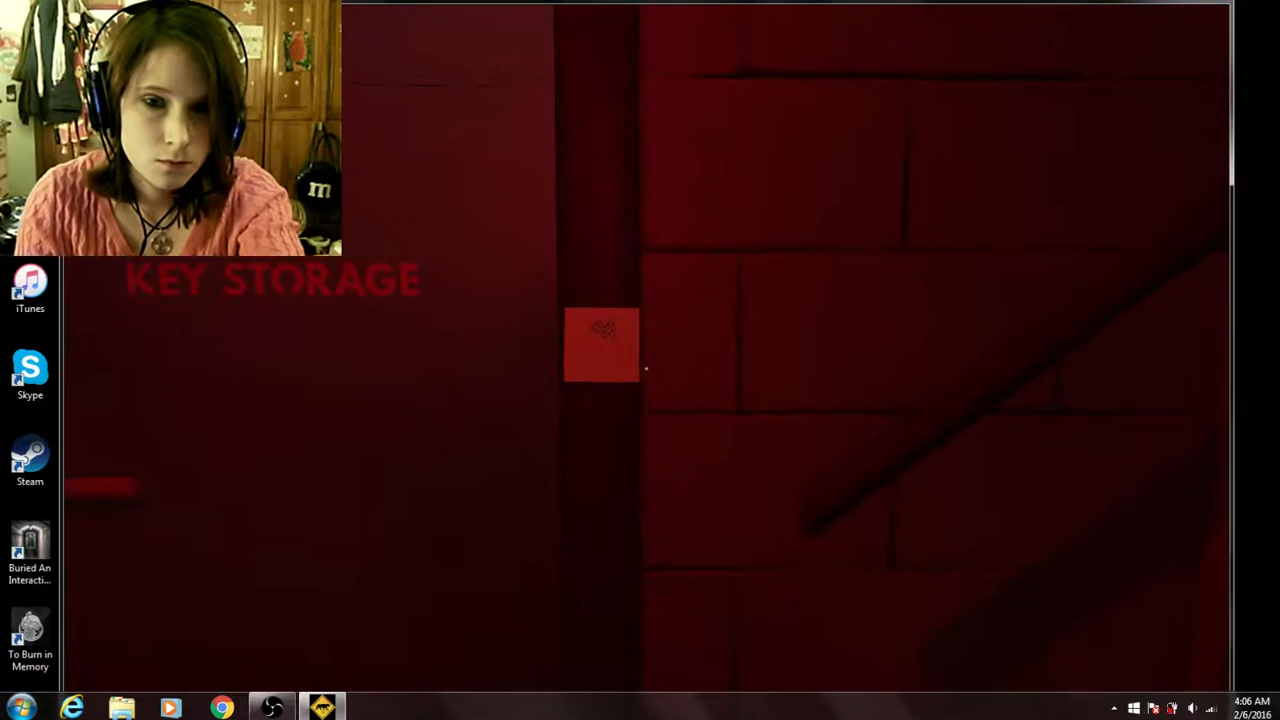 m
KEY STORAGE
iTunes
Skype
Steam
Buried An
Interacti...
To Burn in
Memory
4:06 AM
2/6/2016